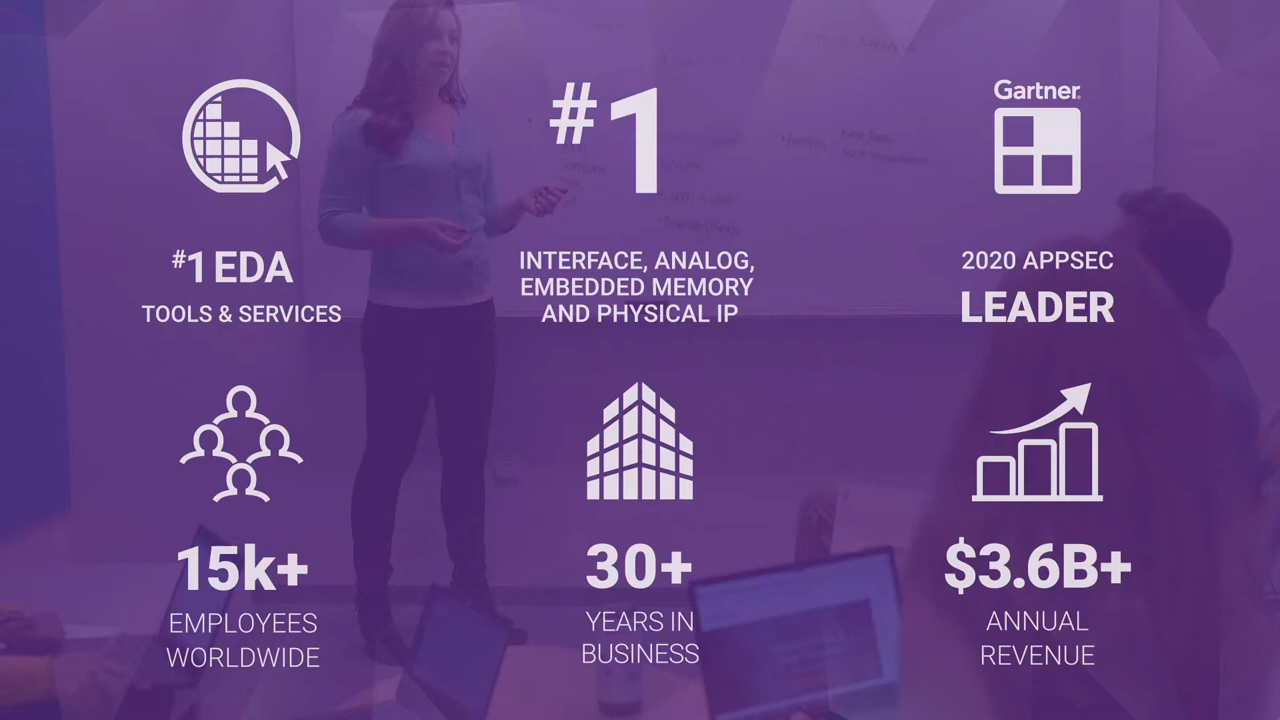 #1 EDA
TOOLS & SERVICES
#1
INTERFACE, ANALOG,
EMBEDDED MEMORY
AND PHYSICAL IP
Gartner®
2020 APPSEC
LEADER
15k+
EMPLOYEES
WORLDWIDE
30+
YEARS IN
BUSINESS
$3.6B+
ANNUAL
REVENUE